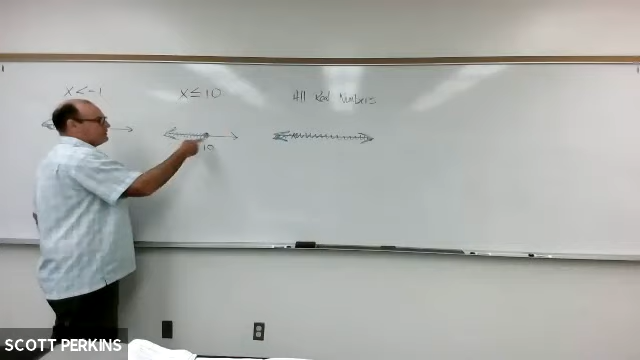 x < -1
x ≤ 10
All Real Numbers
10
SCOTT PERKINS